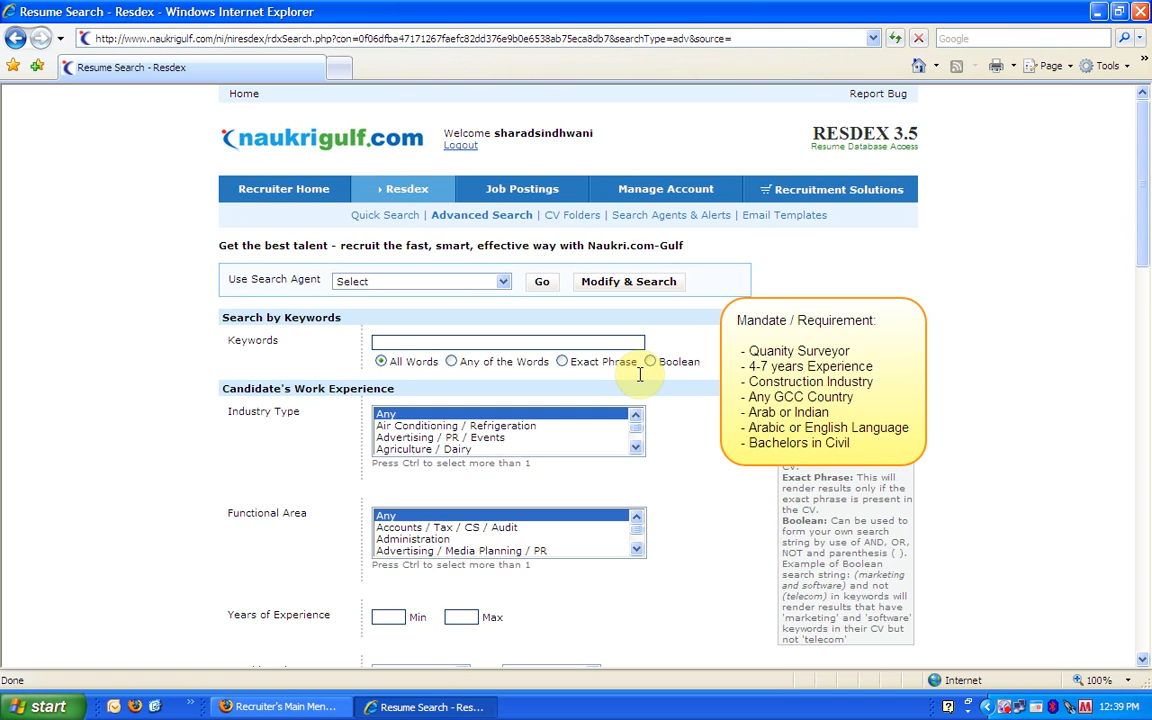 Resume Search - Resdex - Windows Internet Explorer
http://www.naukrigulf.com/ni/niresdex/rdxSearch.php?con=0f06dfba47171267faefc82dd376e9b0e6538ab75eca8db7&searchType=adv&source=
Google
Resume Search - Resdex
Page
Tools
Home
Report Bug
naukrigulf.com
Welcome sharadsindhwani
Logout
RESDEX 3.5
Resume Database Access
Recruiter Home
Resdex
Job Postings
Manage Account
Recruitment Solutions
Quick Search | Advanced Search | CV Folders | Search Agents & Alerts | Email Templates
Get the best talent - recruit the fast, smart, effective way with Naukri.com-Gulf
Use Search Agent
Select
Go
Modify & Search
Search by Keywords
Keywords
All Words
Any of the Words
Exact Phrase
Boolean
Mandate / Requirement:
- Quanity Surveyor
- 4-7 years Experience
- Construction Industry
- Any GCC Country
- Arab or Indian
- Arabic or English Language
- Bachelors in Civil
Candidate's Work Experience
Industry Type
Any
Air Conditioning / Refrigeration
Advertising / PR / Events
Agriculture / Dairy
Press Ctrl to select more than 1
CV.
Exact Phrase: This will
render results only if the
exact phrase is present in
the CV.
Boolean: Can be used to
form your own search
string by use of AND, OR,
NOT and parenthesis ( ).
Example of Boolean
search string: (marketing
and software) and not
(telecom) in keywords will
render results that have
'marketing' and 'software'
keywords in their CV but
not 'telecom'
Functional Area
Any
Accounts / Tax / CS / Audit
Administration
Advertising / Media Planning / PR
Press Ctrl to select more than 1
Years of Experience
Min
Max
Done
Internet
100%
start
Recruiter's Main Men...
Resume Search - Res...
12:39 PM